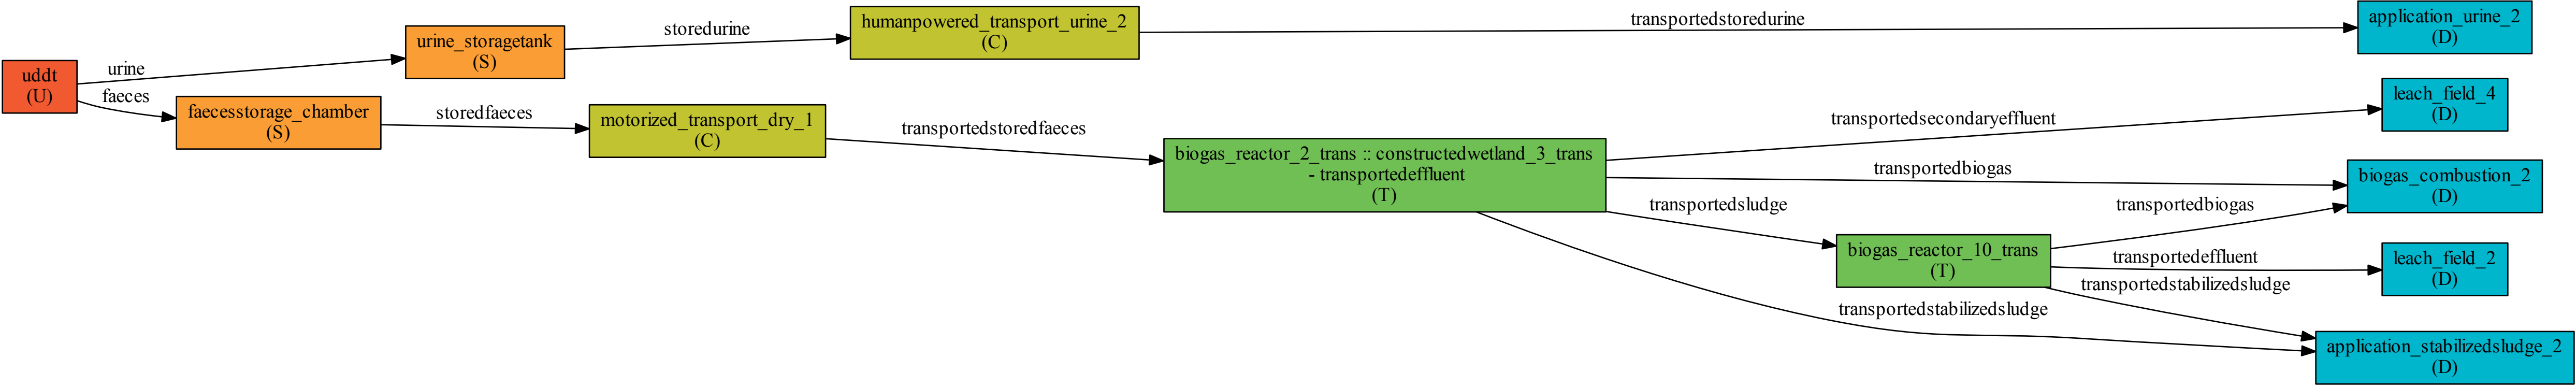 uddt
(U)
urine
faeces
urine_storagetank
(S)
faecesstorage_chamber
(S)
storedurine
storedfaeces
humanpowered_transport_urine_2
(C)
motorized_transport_dry_1
(C)
transportedstoredurine
transportedstoredfaeces
biogas_reactor_2_trans :: constructedwetland_3_trans
- transportedeffluent
(T)
transportedsecondaryeffluent
transportedbiogas
transportedsludge
transportedstabilizedsludge
biogas_reactor_10_trans
(T)
transportedbiogas
transportedeffluent
transportedstabilizedsludge
application_urine_2
(D)
leach_field_4
(D)
biogas_combustion_2
(D)
leach_field_2
(D)
application_stabilizedsludge_2
(D)